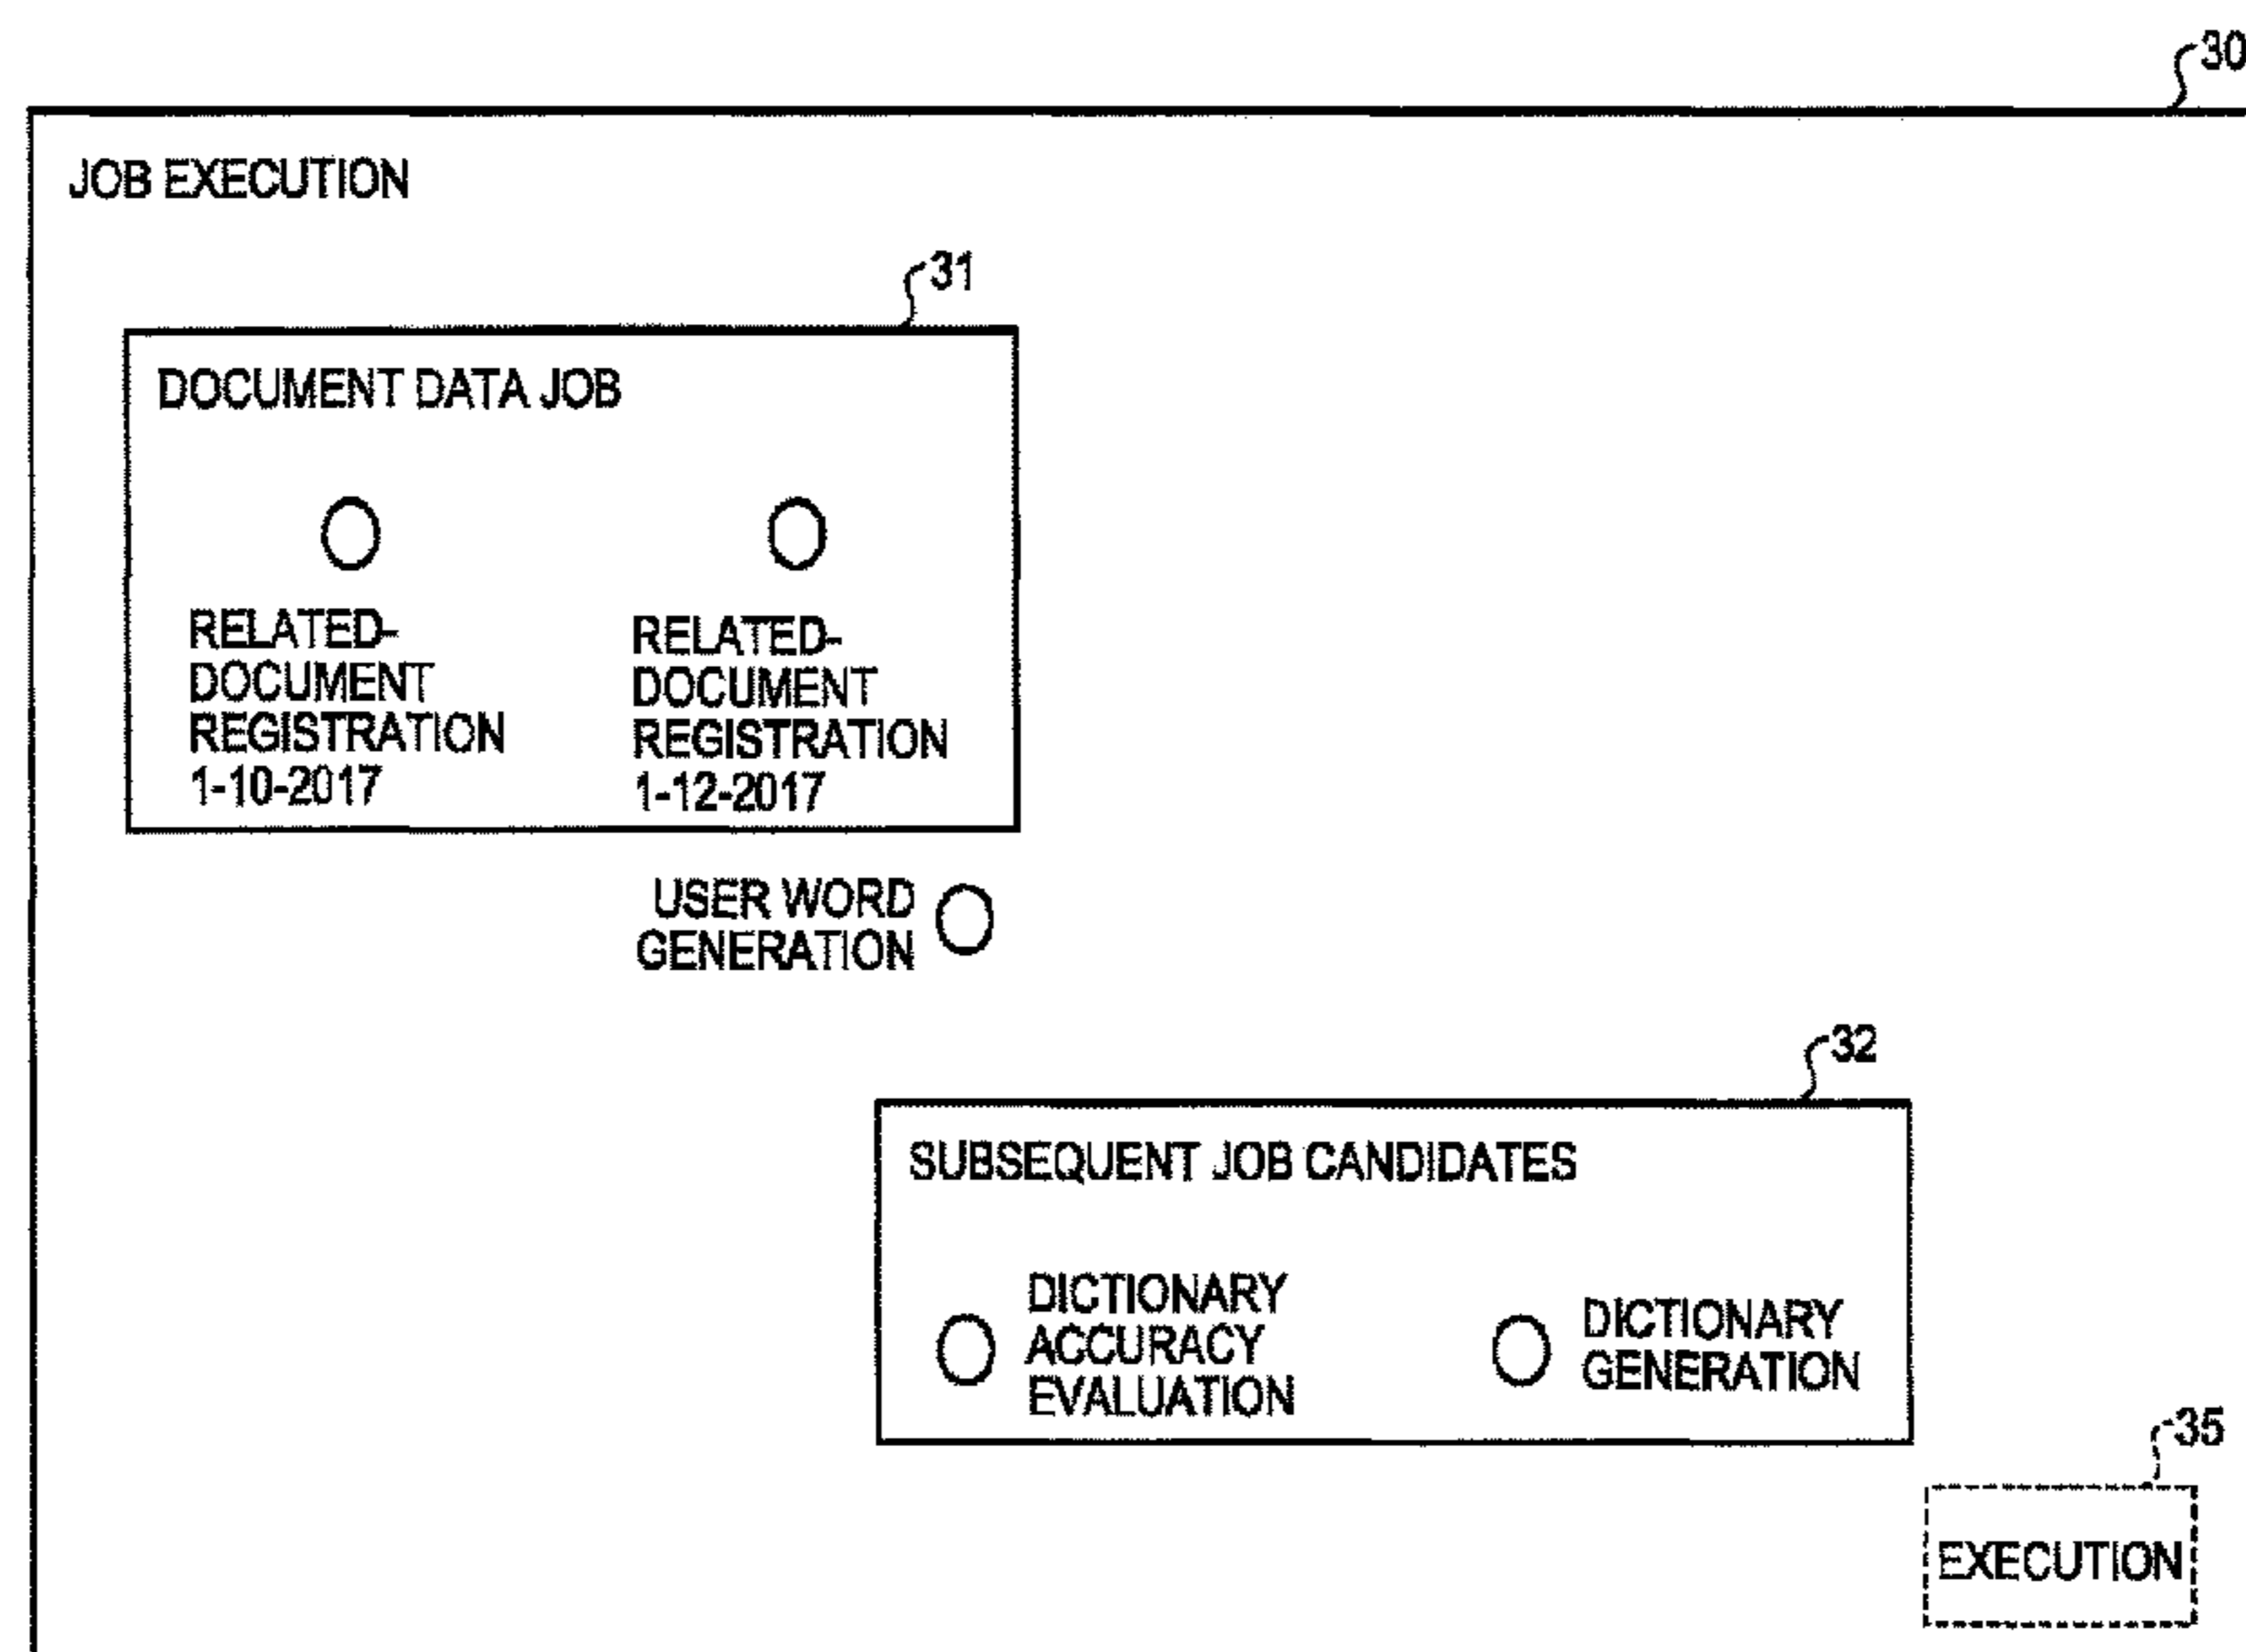 30
JOB EXECUTION
31
DOCUMENT DATA JOB
RELATED-
DOCUMENT
REGISTRATION
1-10-2017
RELATED-
DOCUMENT
REGISTRATION
1-12-2017
USER WORD
GENERATION
32
SUBSEQUENT JOB CANDIDATES
DICTIONARY
ACCURACY
EVALUATION
DICTIONARY
GENERATION
35
EXECUTION